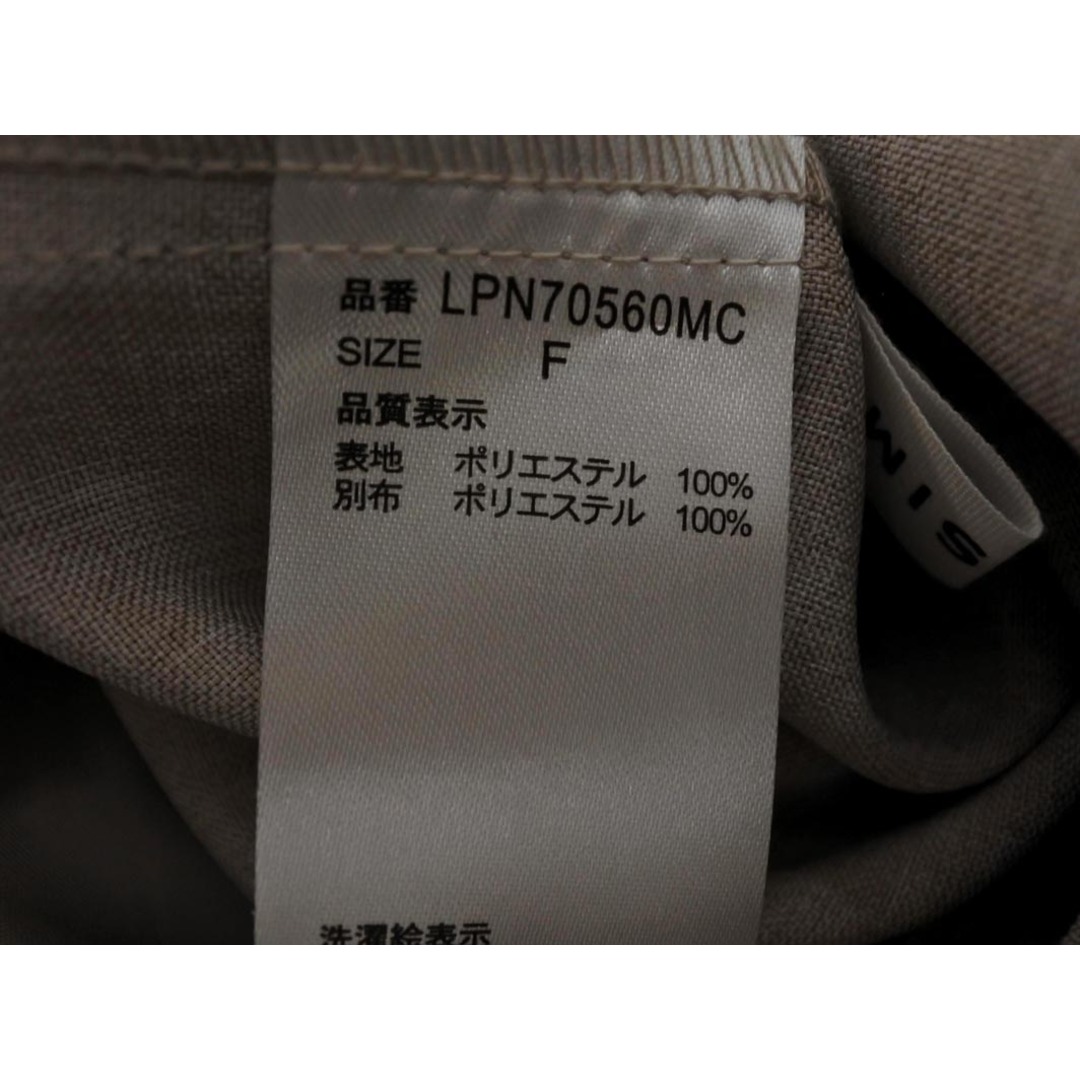 品番 LPN70560MC
SIZE F
品質表示
表地 ポリエステル 100%
別布 ポリエステル 100%
洗濯絵表示
SIM